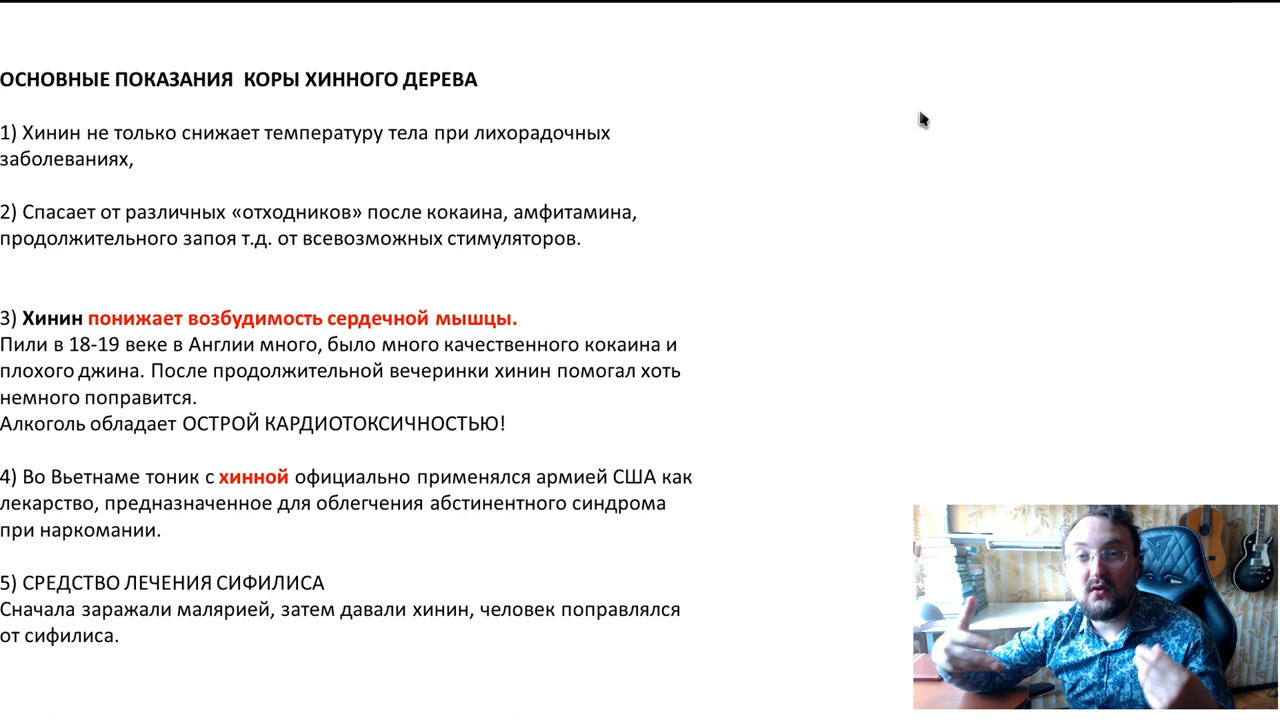 ОСНОВНЫЕ ПОКАЗАНИЯ КОРЫ ХИННОГО ДЕРЕВА
1) Хинин не только снижает температуру тела при лихорадочных
заболеваниях,
2) Спасает от различных «отходников» после кокаина, амфитамина,
продолжительного запоя т.д. от всевозможных стимуляторов.
3) Хинин понижает возбудимость сердечной мышцы.
Пили в 18-19 веке в Англии много, было много качественного кокаина и
плохого джина. После продолжительной вечеринки хинин помогал хоть
немного поправится.
Алкоголь обладает ОСТРОЙ КАРДИОТОКСИЧНОСТЬЮ!
4) Во Вьетнаме тоник с хинной официально применялся армией США как
лекарство, предназначенное для облегчения абстинентного синдрома
при наркомании.
5) СРЕДСТВО ЛЕЧЕНИЯ СИФИЛИСА
Сначала заражали малярией, затем давали хинин, человек поправлялся
от сифилиса.